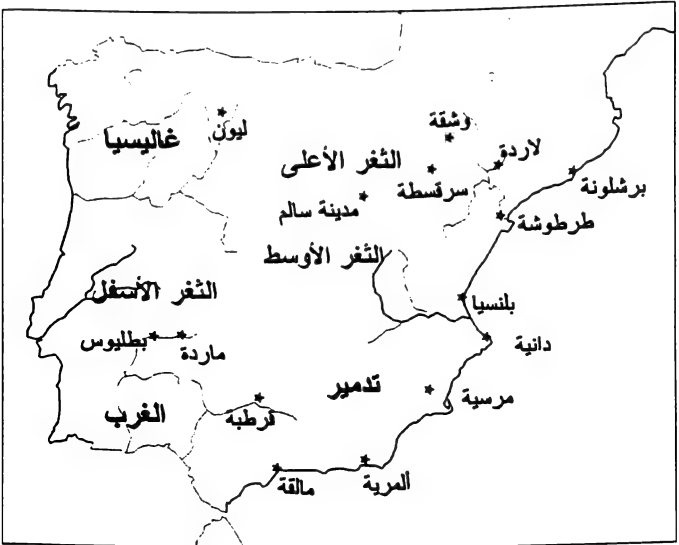 وشقة
ليون
غاليسيا
لاردة
الثغر الأعلى
برشلونة
سرقسطة
مدينة سالم
طرطوشة
الثغر الأوسط
الثغر الأسفل
بلنسيا
بطليوس
ماردة
دانية
تدمير
مرسية
الغرب
قرطبة
المرية
مالقة